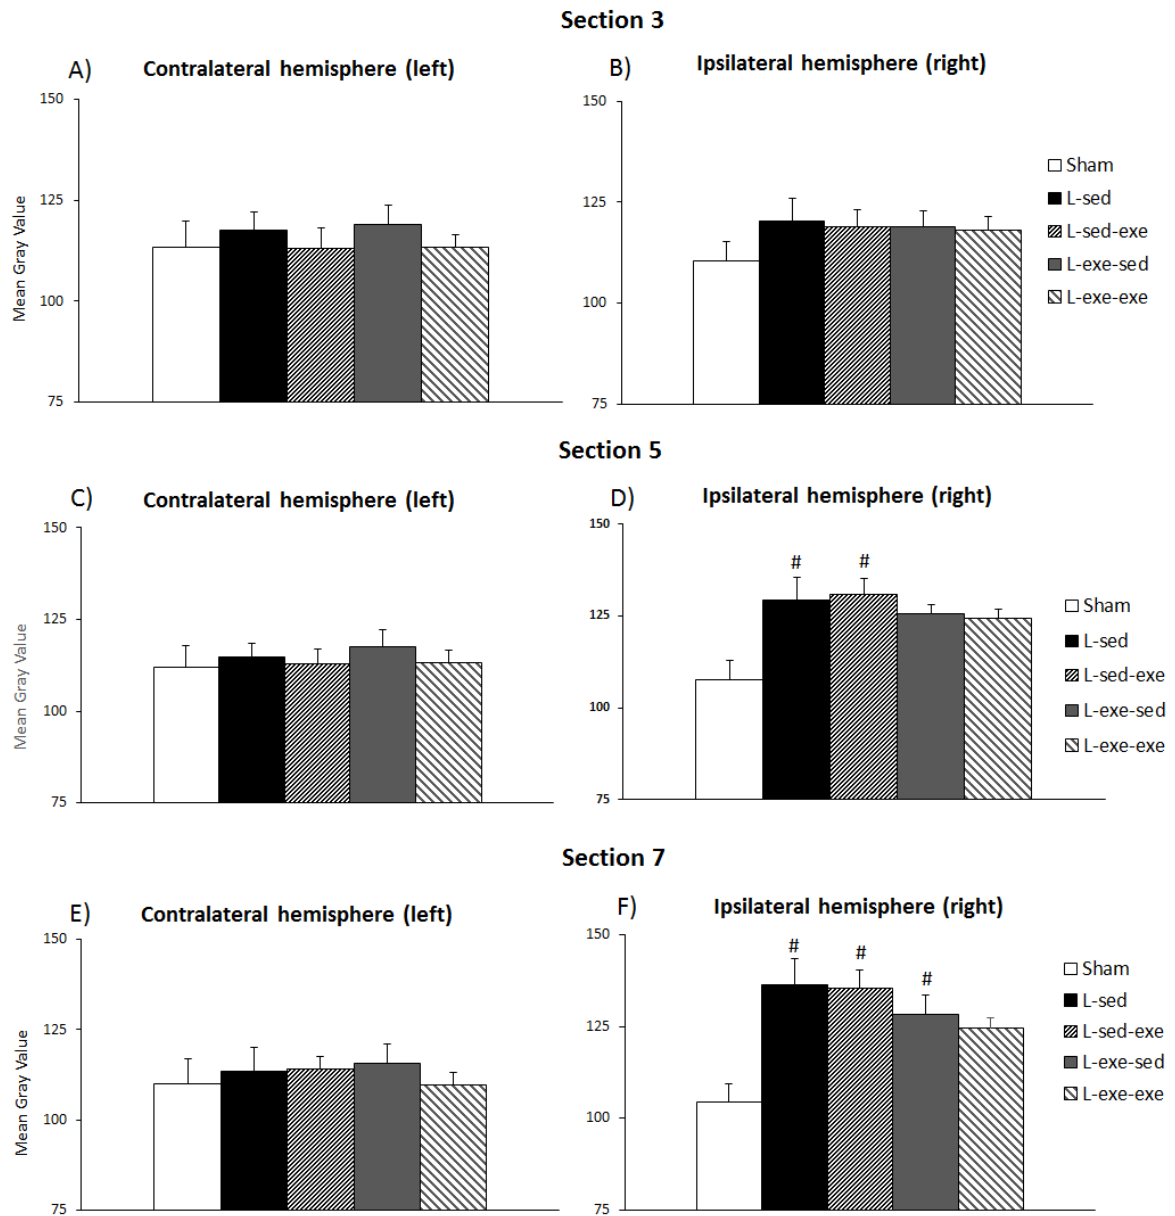 Section 3
A) Contralateral hemisphere (left)
150
125
100
75
Mean Gray Value
B) Ipsilateral hemisphere (right)
150
125
100
75
Sham
L-sed
L-sed-exe
L-exe-sed
L-exe-exe
Section 5
C) Contralateral hemisphere (left)
150
125
100
75
Mean Gray Value
D) Ipsilateral hemisphere (right)
150
125
100
75
# #
Sham
L-sed
L-sed-exe
L-exe-sed
L-exe-exe
Section 7
E) Contralateral hemisphere (left)
150
125
100
75
Mean Gray Value
F) Ipsilateral hemisphere (right)
150
125
100
75
# # #
Sham
L-sed
L-sed-exe
L-exe-sed
L-exe-exe